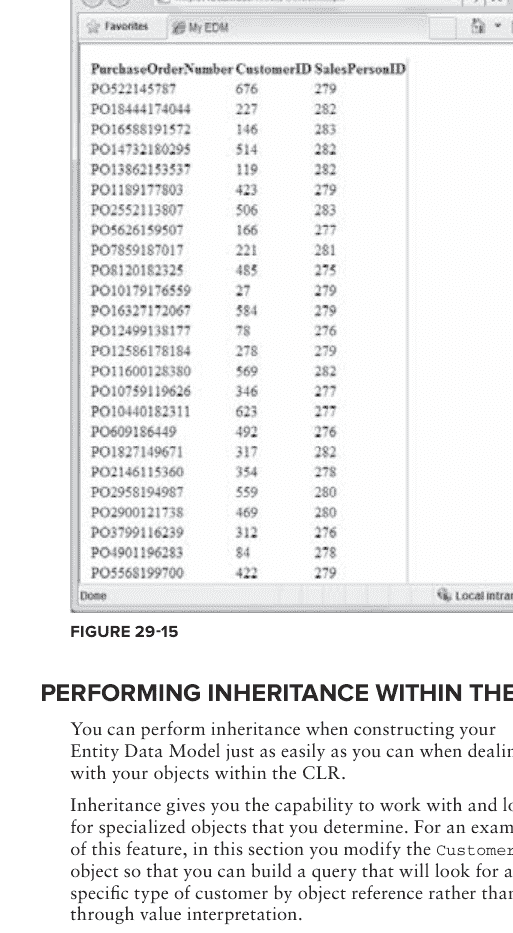 Favorites My EDM
PurchaseOrderNumber CustomerID SalesPersonID
PO522145787 676 279
PO18444174044 227 282
PO16588191572 146 283
PO14732180295 514 282
PO13862153537 119 282
PO1189177803 423 279
PO2552113807 506 283
PO5626159507 166 277
PO7859187017 221 281
PO8120182325 485 275
PO10179176559 27 279
PO16327172067 584 279
PO12499138177 78 276
PO12586178184 278 279
PO11600128380 569 282
PO10759119626 346 277
PO10440182311 623 277
PO609186449 492 276
PO1827149671 317 282
PO2146115360 354 278
PO2958194987 559 280
PO2900121738 469 280
PO3799116239 312 276
PO4901196283 84 278
PO5568199700 422 279
Done Local intra
FIGURE 29-15
PERFORMING INHERITANCE WITHIN THE
You can perform inheritance when constructing your
Entity Data Model just as easily as you can when dealin
with your objects within the CLR.
Inheritance gives you the capability to work with and lo
for specialized objects that you determine. For an exam
of this feature, in this section you modify the Customer
object so that you can build a query that will look for a
specific type of customer by object reference rather than
through value interpretation.